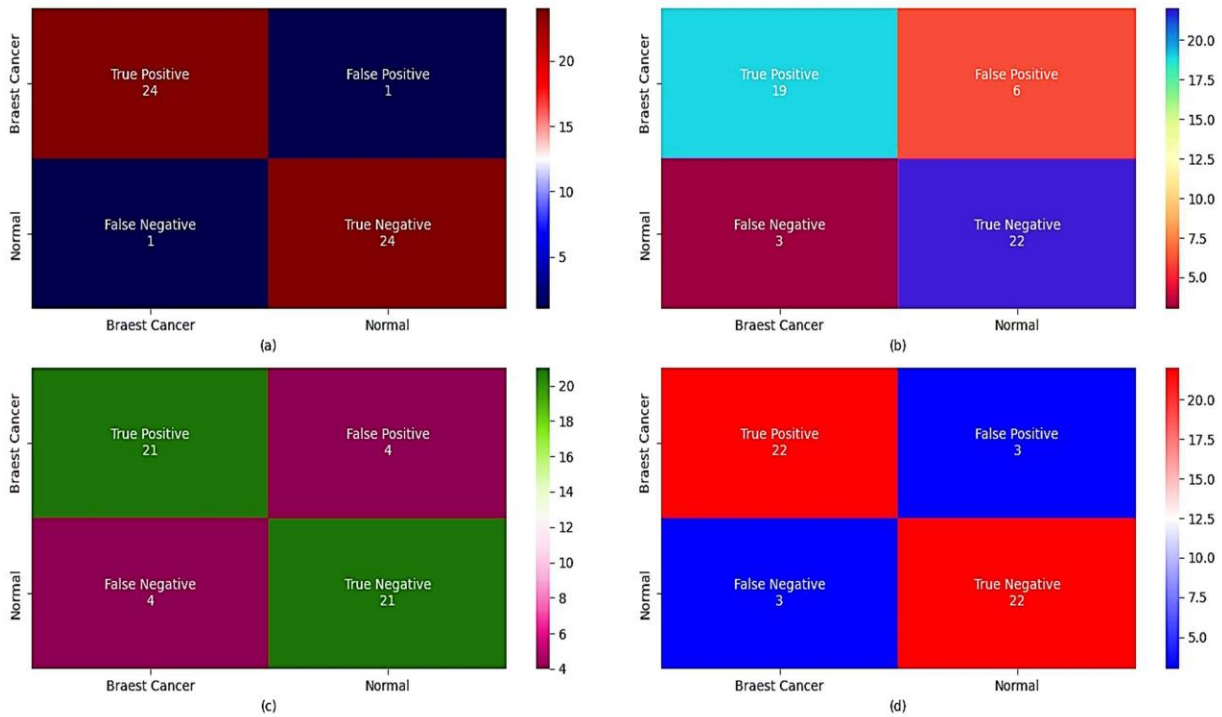 Braest Cancer
Normal
True Positive
24
False Positive
1
False Negative
1
True Negative
24
20
15
10
5
Braest Cancer
Normal
(a)
Braest Cancer
Normal
True Positive
19
False Positive
6
False Negative
3
True Negative
22
20.0
17.5
15.0
12.5
10.0
7.5
5.0
Braest Cancer
Normal
(b)
Braest Cancer
Normal
True Positive
21
False Positive
4
False Negative
4
True Negative
21
20
18
16
14
12
10
8
6
4
Braest Cancer
Normal
(c)
Braest Cancer
Normal
True Positive
22
False Positive
3
False Negative
3
True Negative
22
20.0
17.5
15.0
12.5
10.0
7.5
5.0
Braest Cancer
Normal
(d)